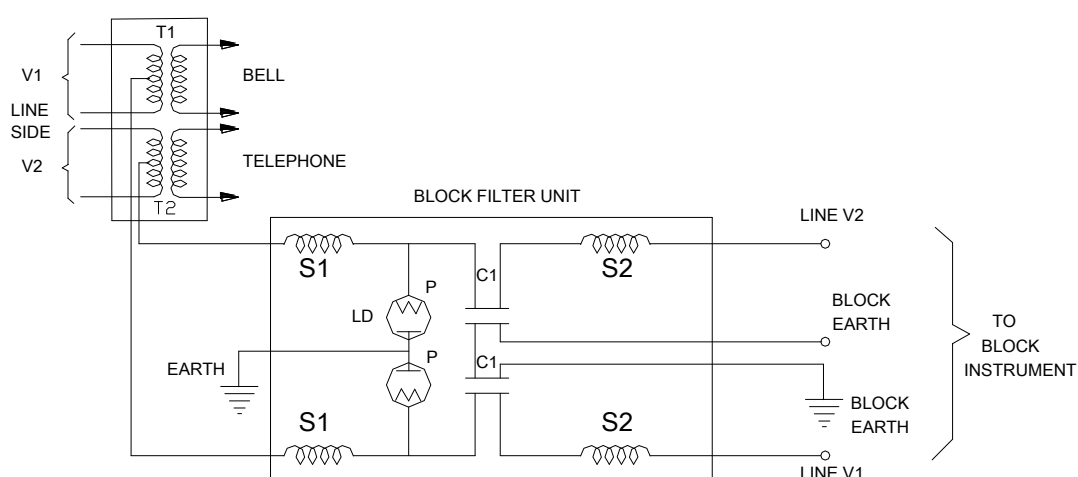 T1
V1
BELL
LINE
SIDE
V2
TELEPHONE
T2
BLOCK FILTER UNIT
LINE V2
S1
C1
S2
P
LD
BLOCK
EARTH
TO
BLOCK
INSTRUMENT
P
C1
EARTH
BLOCK
EARTH
S1
S2
LINE V1